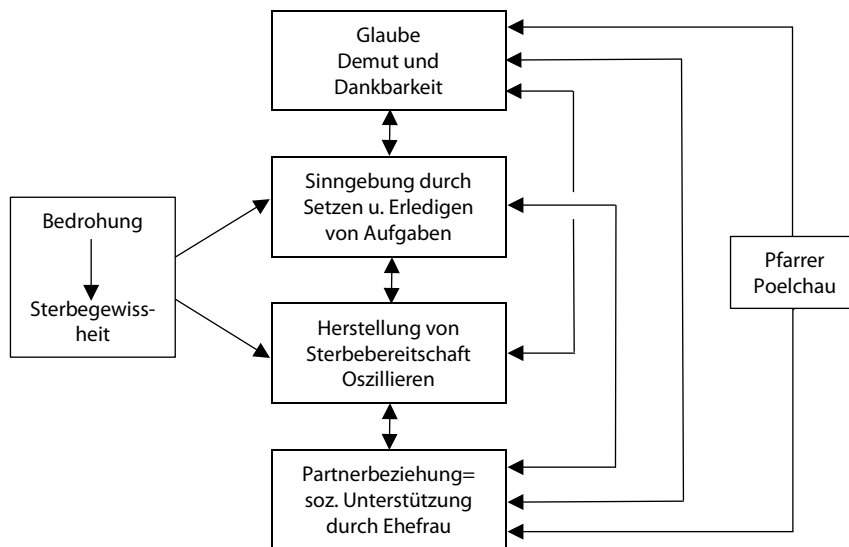 Glaube
Demut und
Dankbarkeit
Sinngebung durch
Setzen u. Erledigen
von Aufgaben
Bedrohung
Sterbegewiss-
heit
Pfarrer
Poelchau
Herstellung von
Sterbebereitschaft
Oszillieren
Partnerbeziehung=
soz. Unterstützung
durch Ehefrau